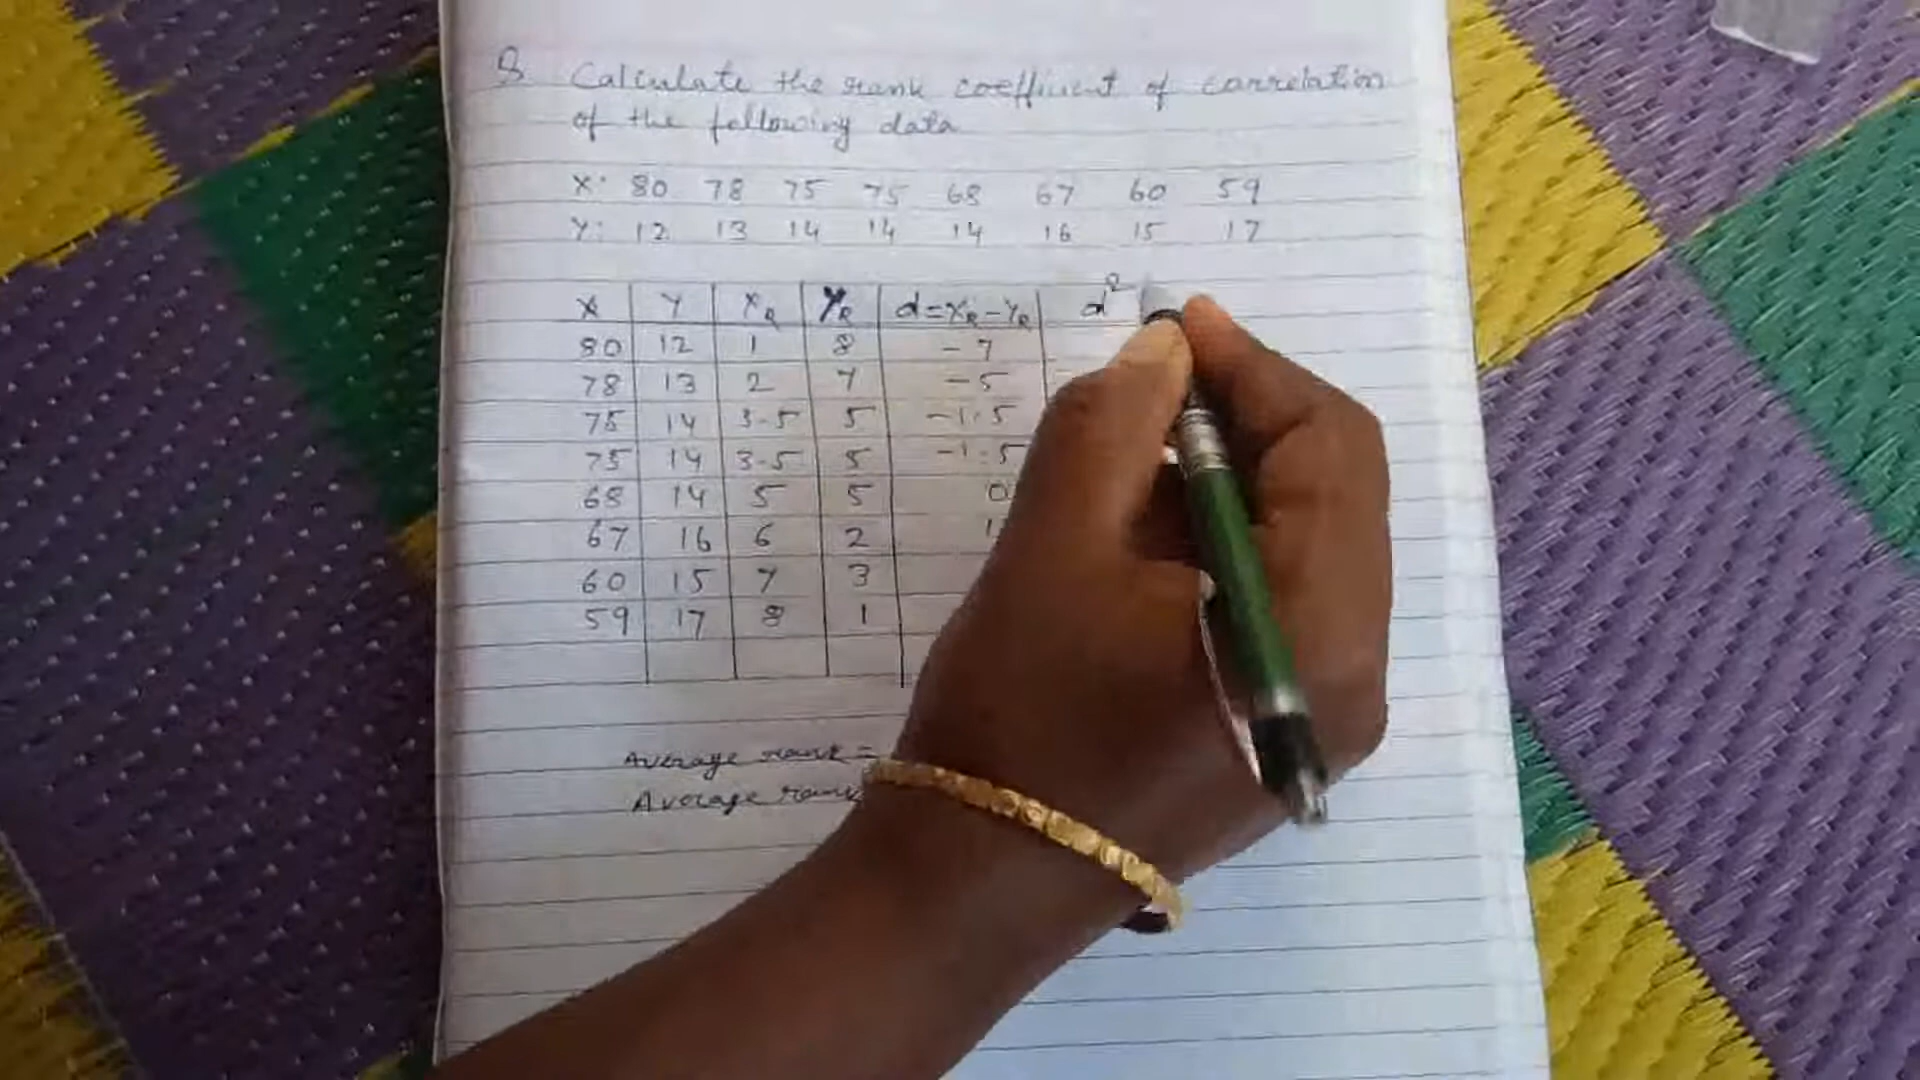 Q Calculate the rank coefficient of correlation
of the following data
X: 80 78 75 75 68 67 60 59
Y: 12 13 14 14 14 16 15 17
X Y XR YR d=XR-YR d²
80 12 1 8 -7
78 13 2 7 -5
75 14 3.5 5 -1.5
75 14 3.5 5 -1.5
68 14 5 5 0
67 16 6 2
60 15 7 3
59 17 8 1
Average rank =
Average rank